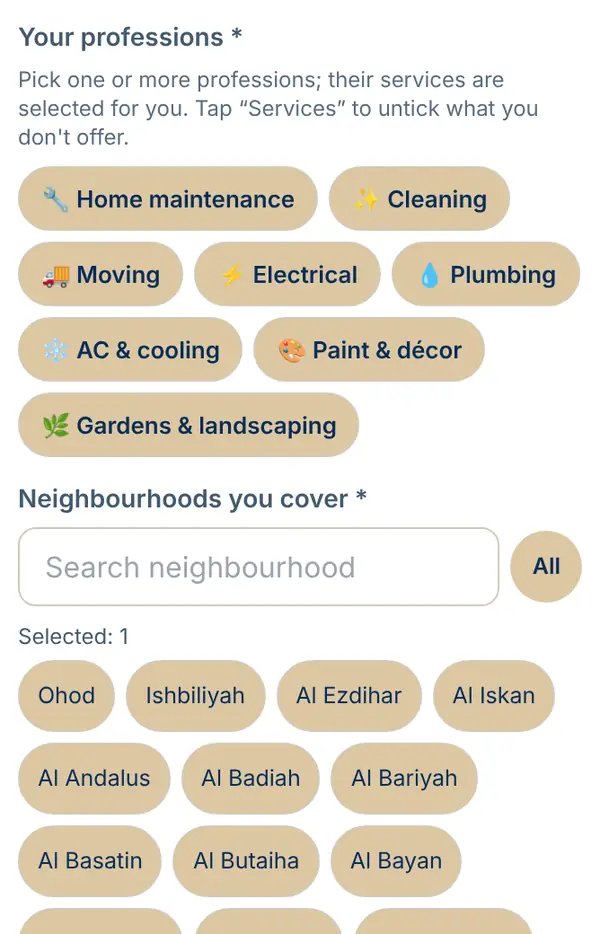 Your professions *
Pick one or more professions; their services are
selected for you. Tap “Services” to untick what you
don't offer.
🔧 Home maintenance ✨ Cleaning
🚚 Moving ⚡ Electrical 💧 Plumbing
❄️ AC & cooling 🎨 Paint & décor
🌿 Gardens & landscaping
Neighbourhoods you cover *
Search neighbourhood All
Selected: 1
Ohod Ishbiliyah Al Ezdihar Al Iskan
Al Andalus Al Badiah Al Bariyah
Al Basatin Al Butaiha Al Bayan